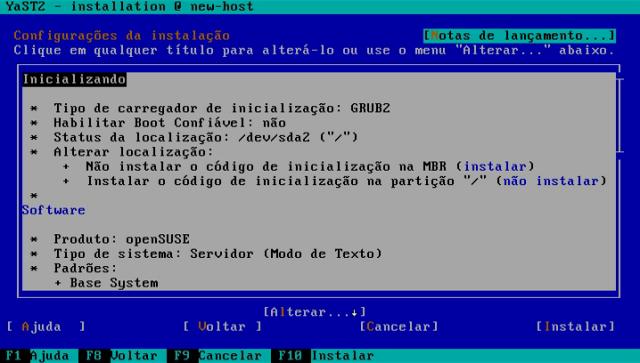 YaST2 - installation @ new-host
Configurações da instalação [Notas de lançamento...]
Clique em qualquer título para alterá-lo ou use o menu "Alterar..." abaixo.
Inicializando
* Tipo de carregador de inicialização: GRUB2
* Habilitar Boot Confiável: não
* Status da localização: /dev/sda2 ("/")
* Alterar localização:
+ Não instalar o código de inicialização na MBR (instalar)
+ Instalar o código de inicialização na partição "/" (não instalar)
*
Software
* Produto: openSUSE
* Tipo de sistema: Servidor (Modo de Texto)
* Padrões:
+ Base System
[Alterar...↓]
[ Ajuda ] [ Voltar ] [Cancelar] [Instalar]
F1 Ajuda F8 Voltar F9 Cancelar F10 Instalar